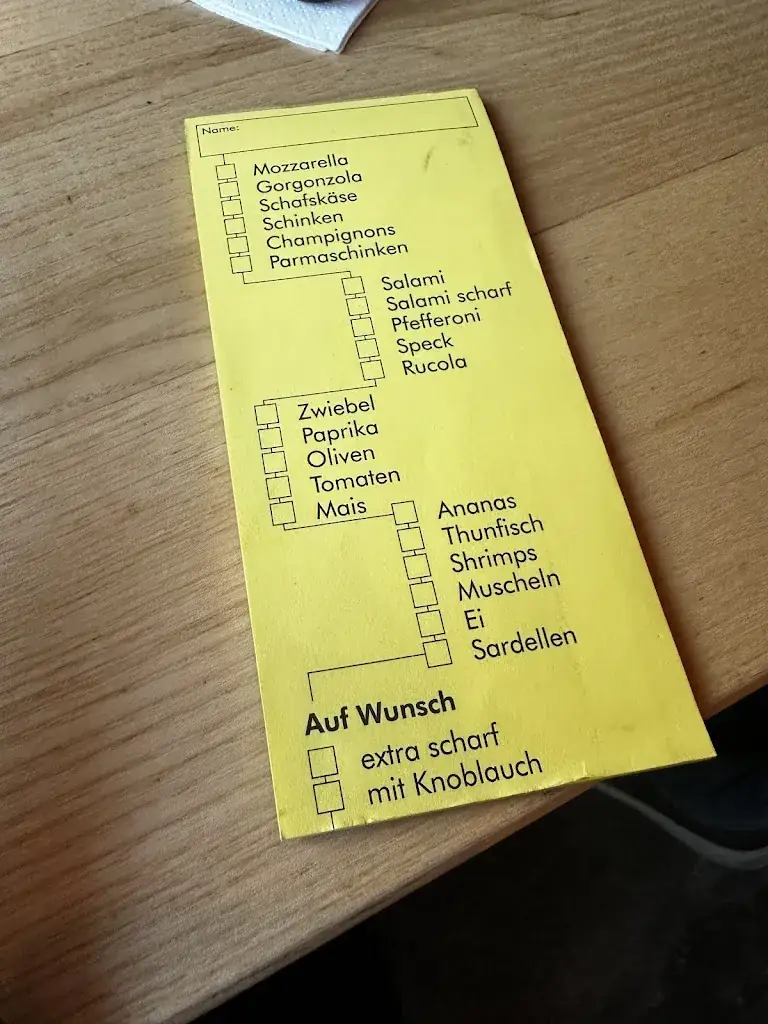 Name:
Mozzarella
Gorgonzola
Schafskäse
Schinken
Champignons
Parmaschinken
Salami
Salami scharf
Pfefferoni
Speck
Rucola
Zwiebel
Paprika
Oliven
Tomaten
Mais
Ananas
Thunfisch
Shrimps
Muscheln
Ei
Sardellen
Auf Wunsch
extra scharf
mit Knoblauch